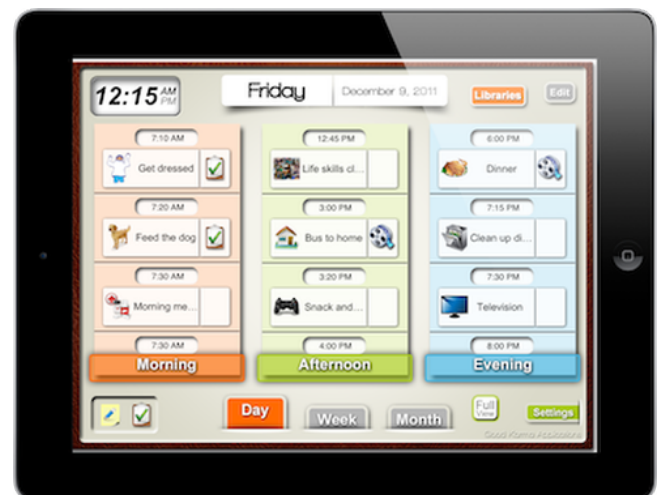 12:15 AM
PM
Friday
December 9, 2011
Libraries
Edit
7:10 AM
Get dressed
7:20 AM
Feed the dog
7:30 AM
Morning me...
7:30 AM
Morning
12:45 PM
Life skills cl...
3:00 PM
Bus to home
3:20 PM
Snack and...
4:00 PM
Afternoon
6:00 PM
Dinner
7:15 PM
Clean up di...
7:30 PM
Television
8:00 PM
Evening
Day
Week
Month
Full
View
Settings
Good Karma Applications